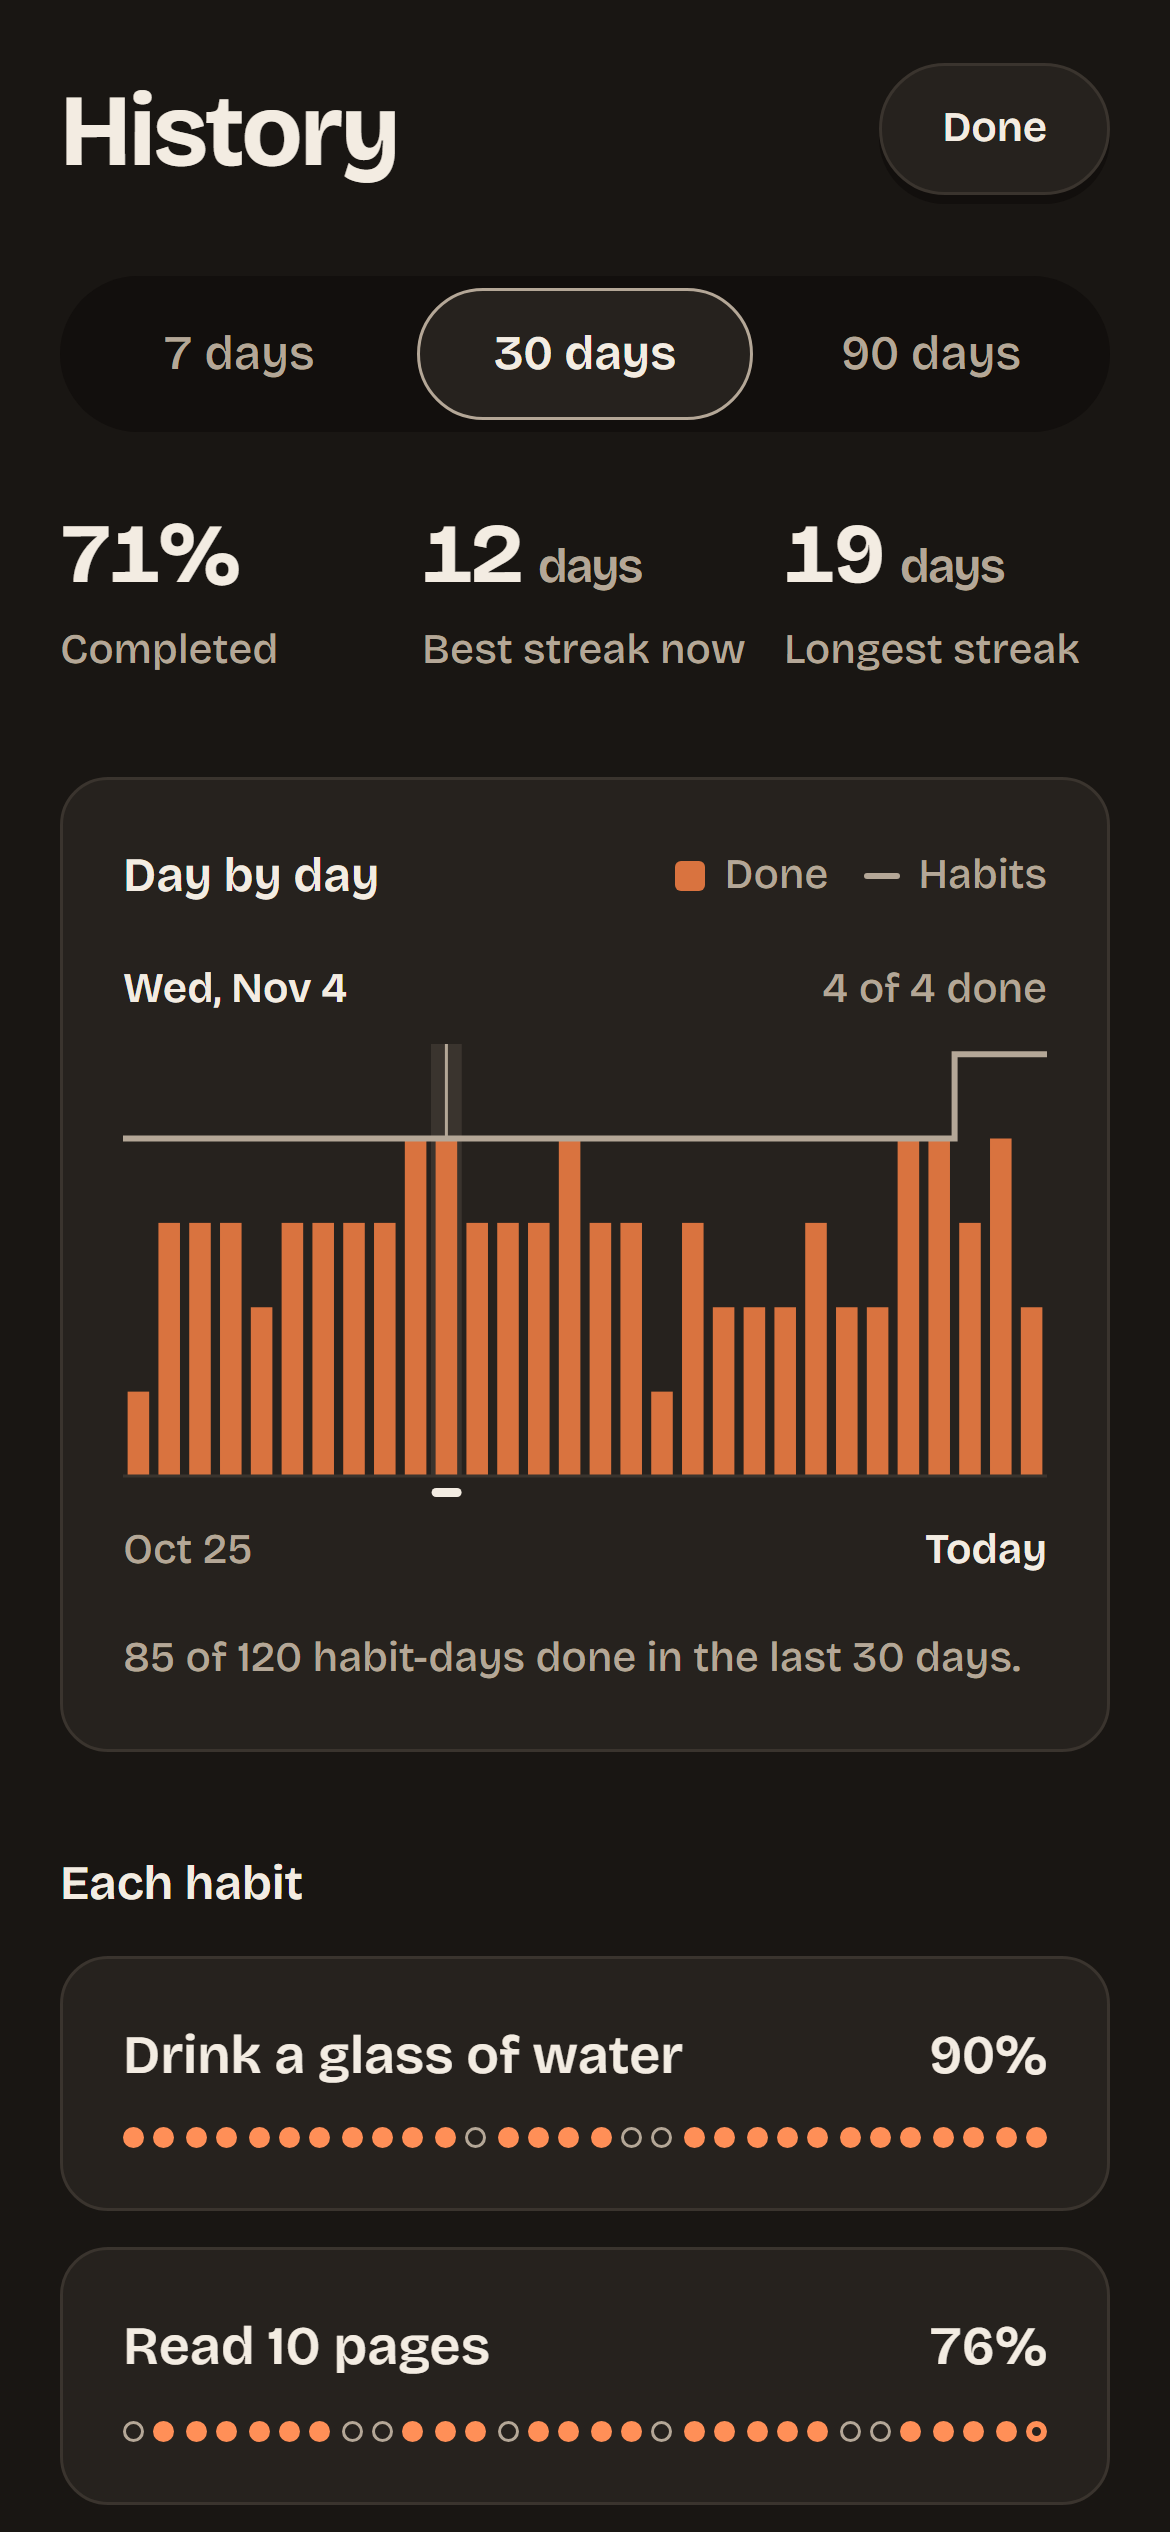 History
Done
7 days
30 days
90 days
71%
12 days
19 days
Completed
Best streak now
Longest streak
Day by day
Done
Habits
Wed, Nov 4
4 of 4 done
Oct 25
Today
85 of 120 habit-days done in the last 30 days.
Each habit
Drink a glass of water
90%
Read 10 pages
76%